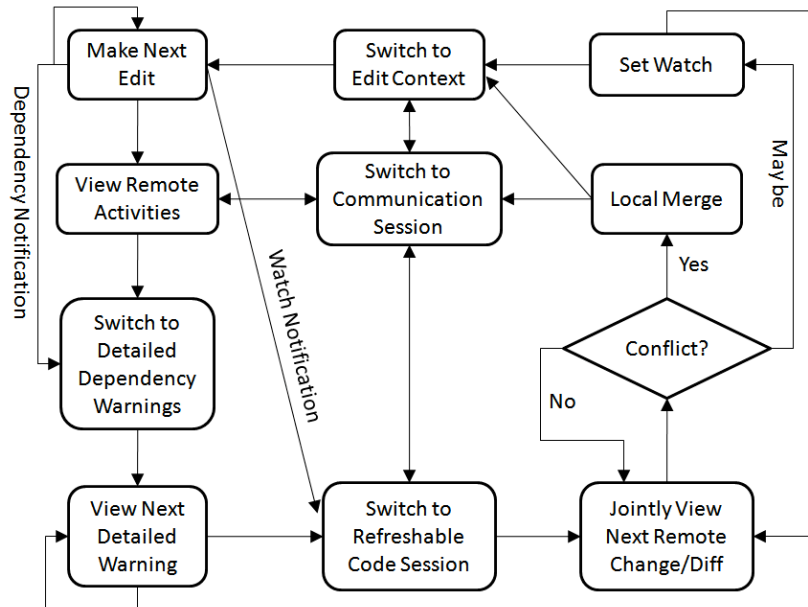 Make Next
Edit
Switch to
Edit Context
Set Watch
Dependency Notification
Maybe
View Remote
Activities
Switch to
Communication
Session
Local Merge
Watch Notification
Yes
Switch to
Detailed
Dependency
Warnings
Conflict?
No
View Next
Detailed
Warning
Switch to
Refreshable
Code Session
Jointly View
Next Remote
Change/Diff